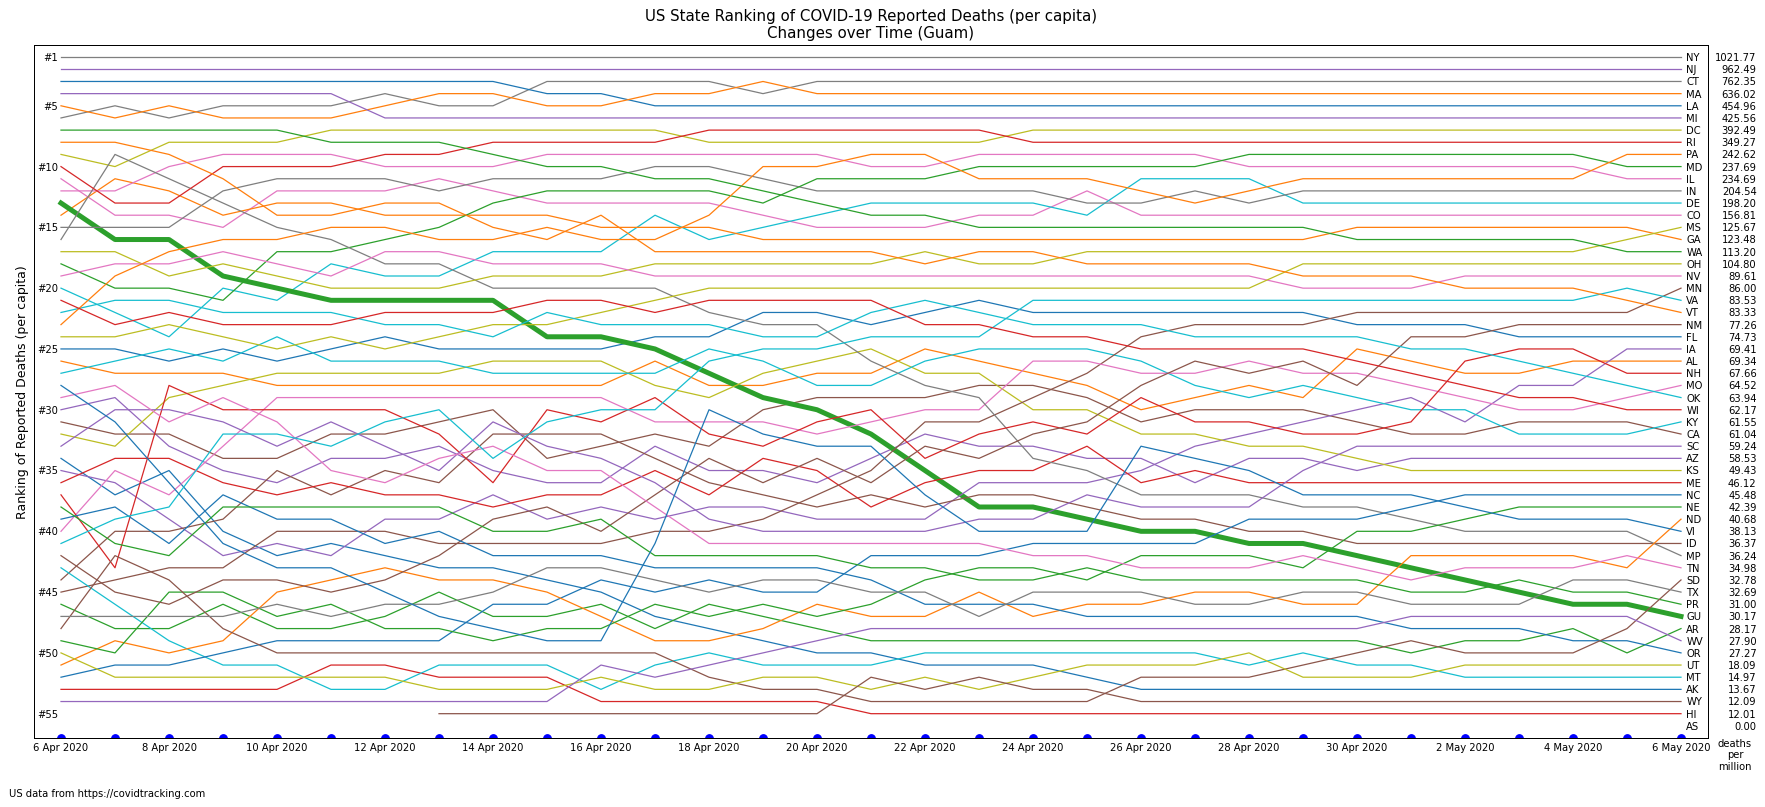 US State Ranking of COVID-19 Reported Deaths (per capita)
Changes over Time (Guam)
Ranking of Reported Deaths (per capita)
#1
#5
#10
#15
#20
#25
#30
#35
#40
#45
#50
#55
NY 1021.77
NJ 962.49
CT 762.35
MA 636.02
LA 454.96
MI 425.56
DC 392.49
RI 349.27
PA 242.62
MD 237.69
IL 234.69
IN 204.54
DE 198.20
CO 156.81
MS 125.67
GA 123.48
WA 113.20
OH 104.80
NV 89.61
MN 86.00
VA 83.53
VT 83.33
NM 77.26
FL 74.73
IA 69.41
AL 69.34
NH 67.66
MO 64.52
OK 63.94
WI 62.17
KY 61.55
CA 61.04
SC 59.24
AZ 58.53
KS 49.43
ME 46.12
NC 45.48
NE 42.39
ND 40.68
VI 38.13
ID 36.37
MP 36.24
TN 34.98
SD 32.78
TX 32.69
PR 31.00
GU 30.17
AR 28.17
WV 27.90
OR 27.27
UT 18.09
MT 14.97
AK 13.67
WY 12.09
HI 12.01
AS 0.00
6 Apr 2020 8 Apr 2020 10 Apr 2020 12 Apr 2020 14 Apr 2020 16 Apr 2020 18 Apr 2020 20 Apr 2020 22 Apr 2020 24 Apr 2020 26 Apr 2020 28 Apr 2020 30 Apr 2020 2 May 2020 4 May 2020 6 May 2020
deaths
per
million
US data from https://covidtracking.com